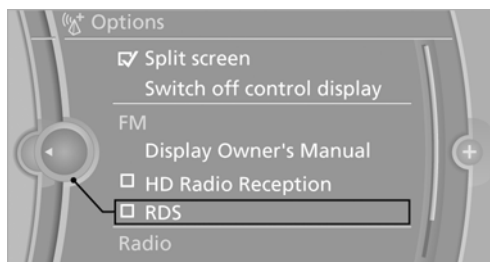 Options
Split screen
Switch off control display
FM
Display Owner's Manual
HD Radio Reception
RDS
Radio